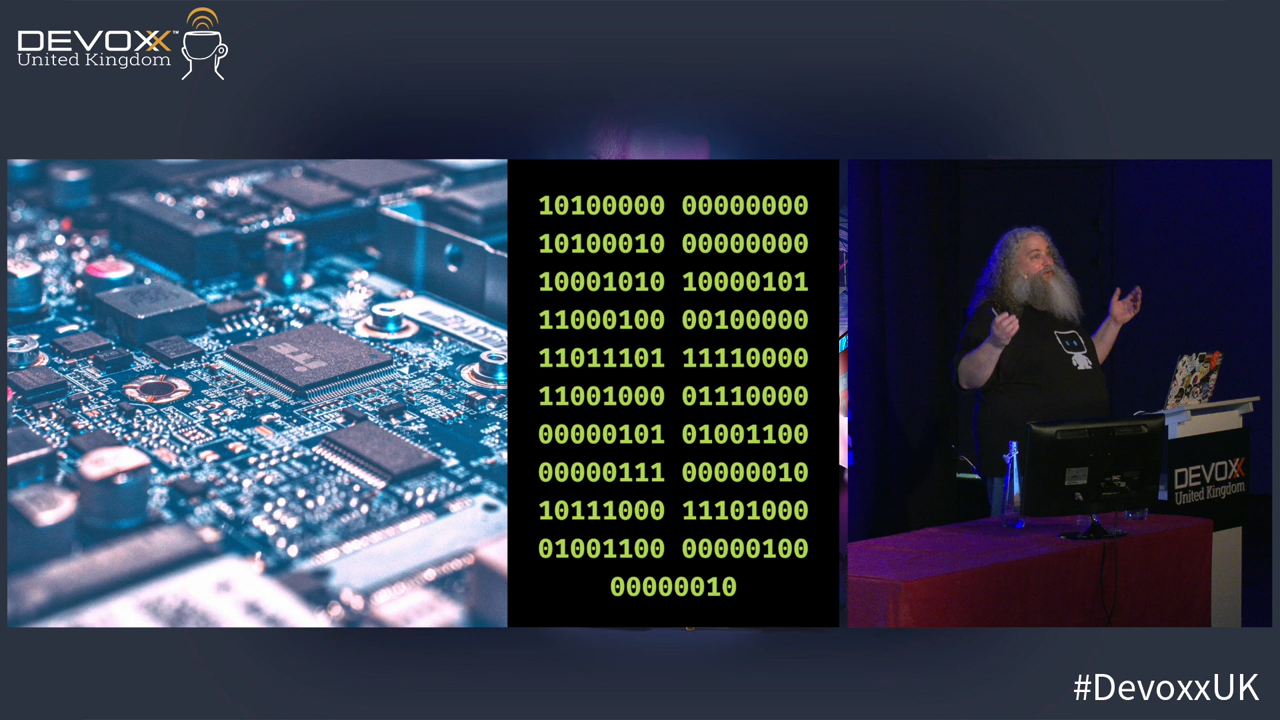 DEVOXX™
United Kingdom
10100000 00000000
10100010 00000000
10001010 10000101
11000100 00100000
11011101 11110000
11001000 01110000
00000101 01001100
00000111 00000010
10111000 11101000
01001100 00000100
00000010
DEVOXX
United Kingdom
#DevoxxUK